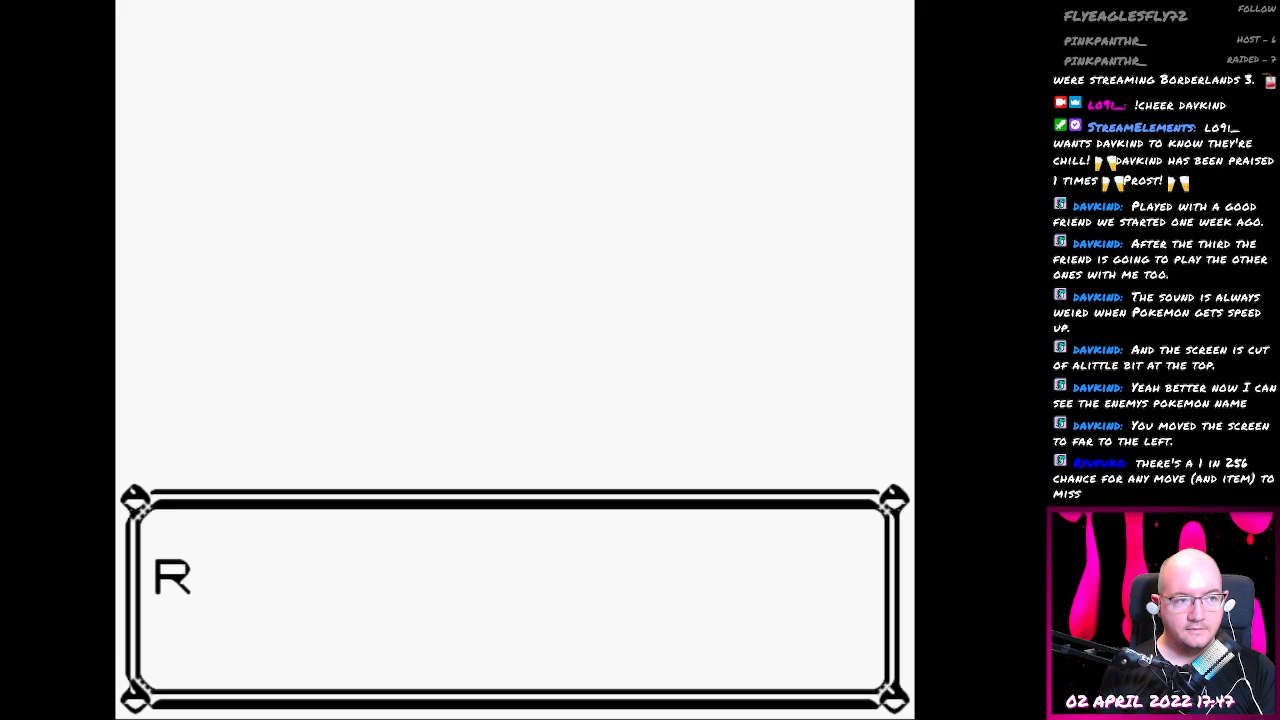 R
FLYEAGLESFLY72 FOLLOW
PINKPANTHR_ HOST - 6
PINKPANTHR_ RAIDED - 7
WERE STREAMING BORDERLANDS 3.
LO9I_: !CHEER DAVKIND
STREAMELEMENTS: LO9I_
WANTS DAVKIND TO KNOW THEY'RE
CHILL! DAVKIND HAS BEEN PRAISED
1 TIMES PROST!
DAVKIND: PLAYED WITH A GOOD
FRIEND WE STARTED ONE WEEK AGO.
DAVKIND: AFTER THE THIRD THE
FRIEND IS GOING TO PLAY THE OTHER
ONES WITH ME TOO.
DAVKIND: THE SOUND IS ALWAYS
WEIRD WHEN POKEMON GETS SPEED
UP.
DAVKIND: AND THE SCREEN IS CUT
OF ALITTLE BIT AT THE TOP.
DAVKIND: YEAH BETTER NOW I CAN
SEE THE ENEMYS POKEMON NAME
DAVKIND: YOU MOVED THE SCREEN
TO FAR TO THE LEFT.
RYUFUKO: THERE'S A 1 IN 256
CHANCE FOR ANY MOVE (AND ITEM) TO
MISS
02 APRIL 2022 17:47